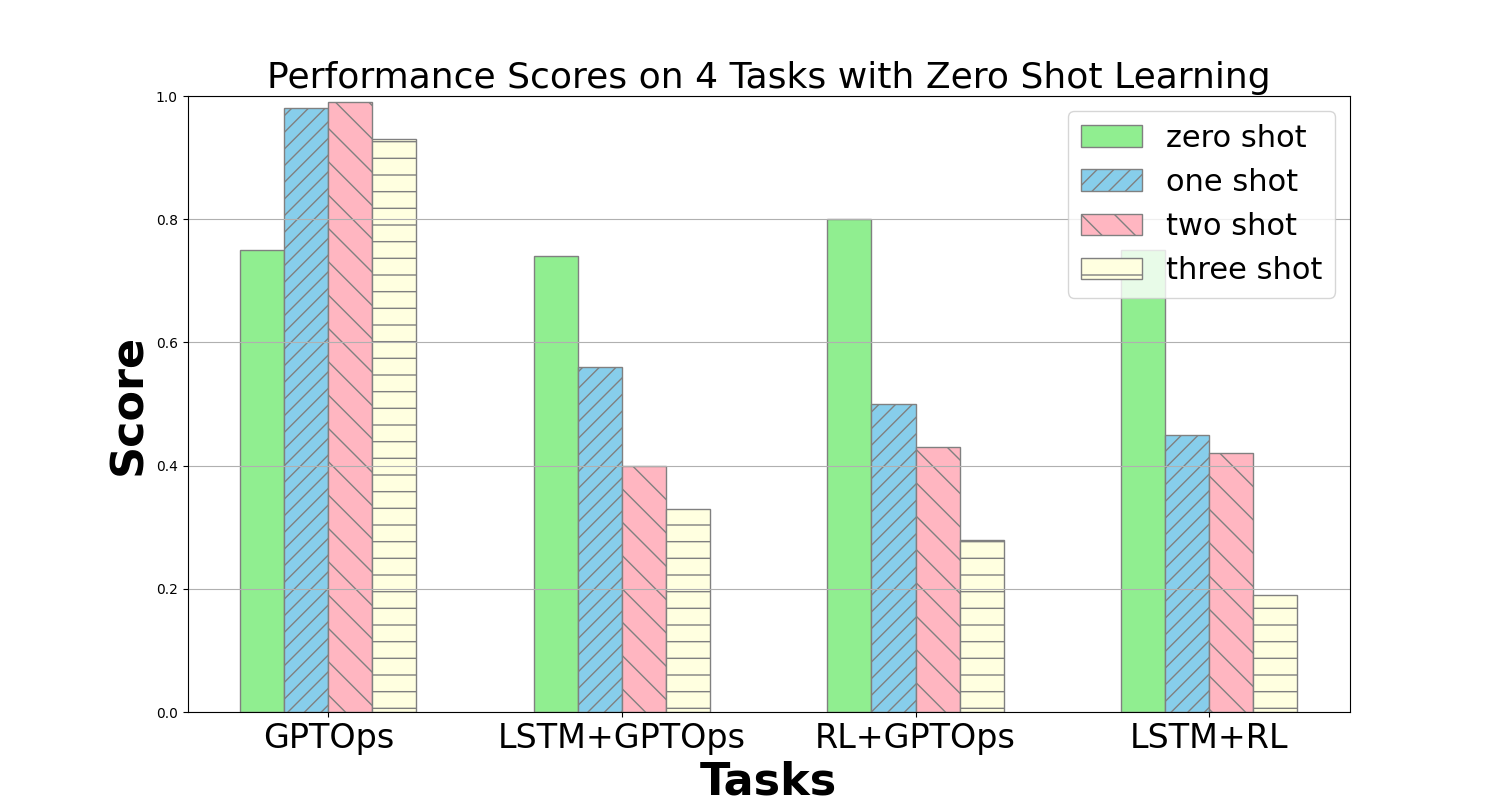 Performance Scores on 4 Tasks with Zero Shot Learning
1.0
0.8
0.6
0.4
0.2
0.0
Score
zero shot
one shot
two shot
three shot
GPTOps
LSTM+GPTOps
RL+GPTOps
LSTM+RL
Tasks